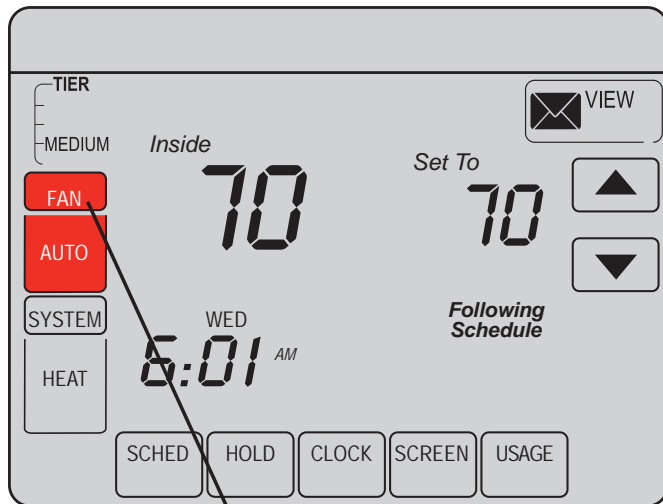 TIER
MEDIUM
VIEW
Inside
70
Set To
70
FAN
AUTO
SYSTEM
HEAT
WED
6:01 AM
Following
Schedule
SCHED HOLD CLOCK SCREEN USAGE